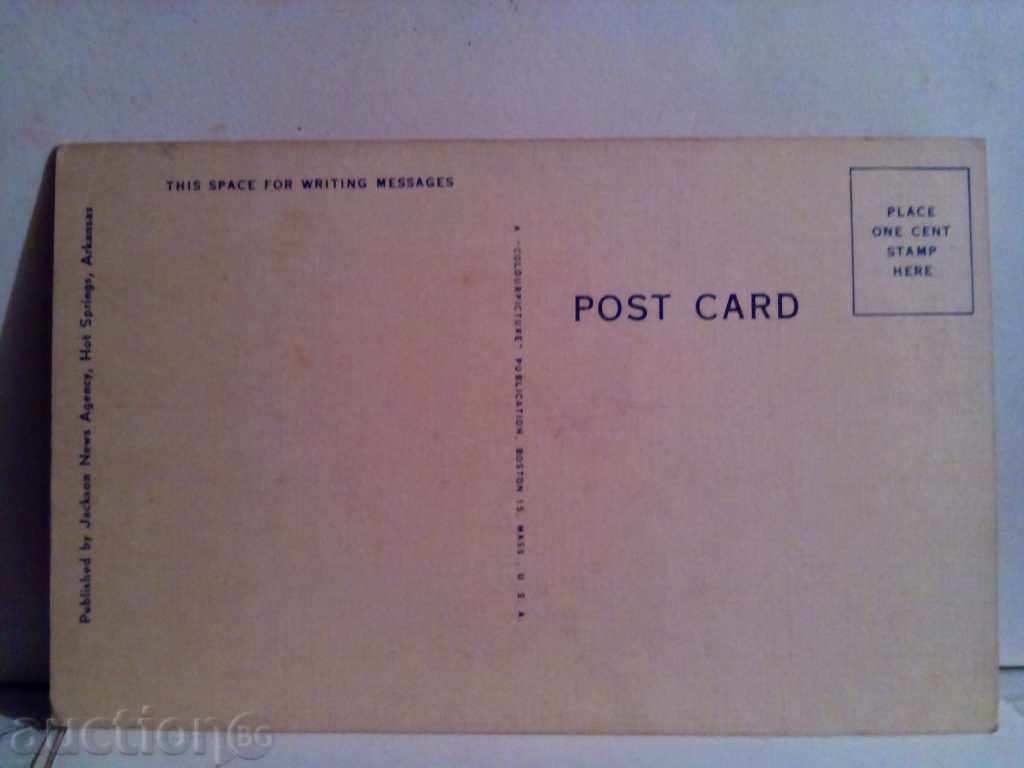 THIS SPACE FOR WRITING MESSAGES
Published by Jackson News Agency, Hot Springs, Arkansas
A "COLOURPICTURE" PUBLICATION, BOSTON 15, MASS., U. S. A.
POST CARD
PLACE
ONE CENT
STAMP
HERE
auction BG